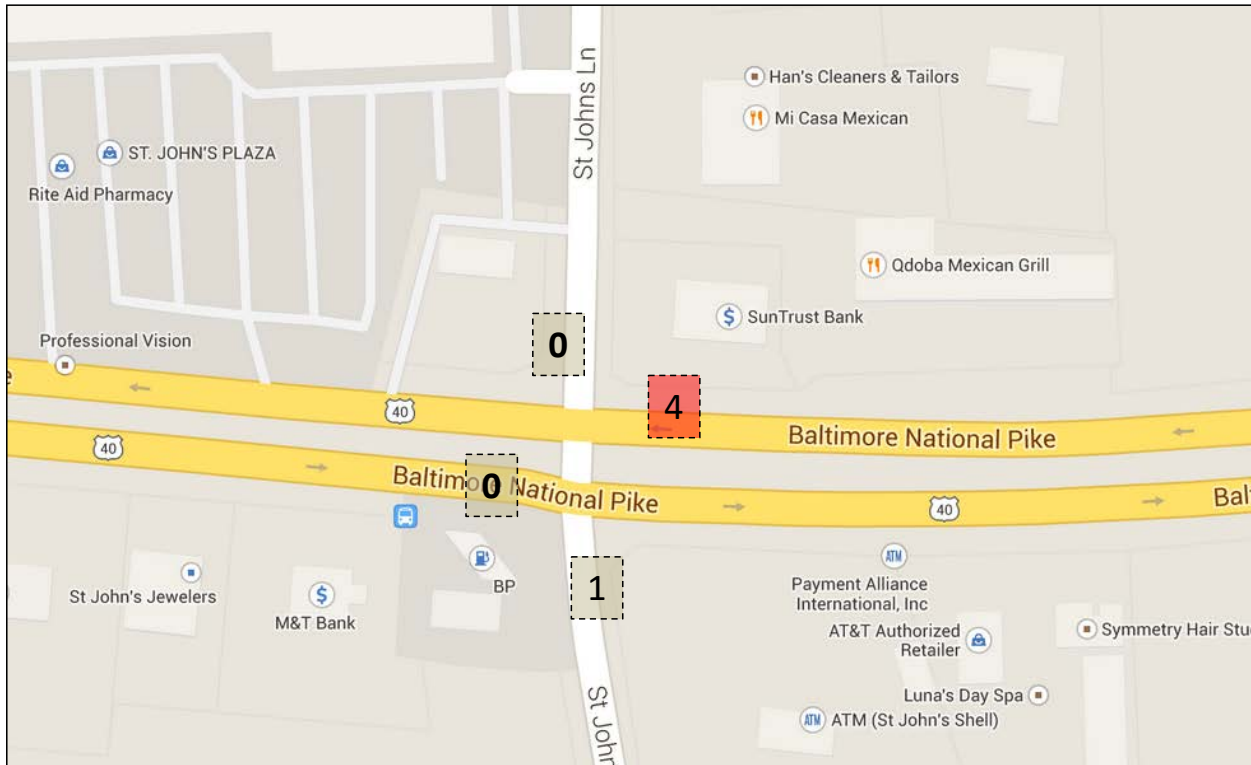 St Johns Ln
Han's Cleaners & Tailors
Mi Casa Mexican
ST. JOHN'S PLAZA
Rite Aid Pharmacy
Qdoba Mexican Grill
SunTrust Bank
Professional Vision
0
4
e
40
Baltimore National Pike
40
Baltimore National Pike
0
40
Bal
St John's Jewelers
M&T Bank
BP
1
ATM
Payment Alliance
International, Inc
AT&T Authorized
Retailer
Symmetry Hair Stu
Luna's Day Spa
St John
ATM
ATM (St John's Shell)